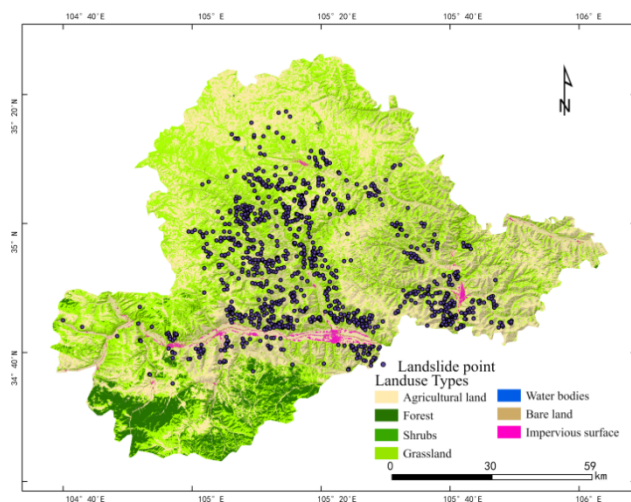 104° 40′ E 105° E 105° 20′ E 105° 40′ E 106° E
35° 20′ N
35° N
34° 40′ N
N
Landslide point
Landuse Types
Agricultural land
Forest
Shrubs
Grassland
Water bodies
Bare land
Impervious surface
0 30 59
km
104° 40′ E 105° E 105° 20′ E 105° 40′ E 106° E